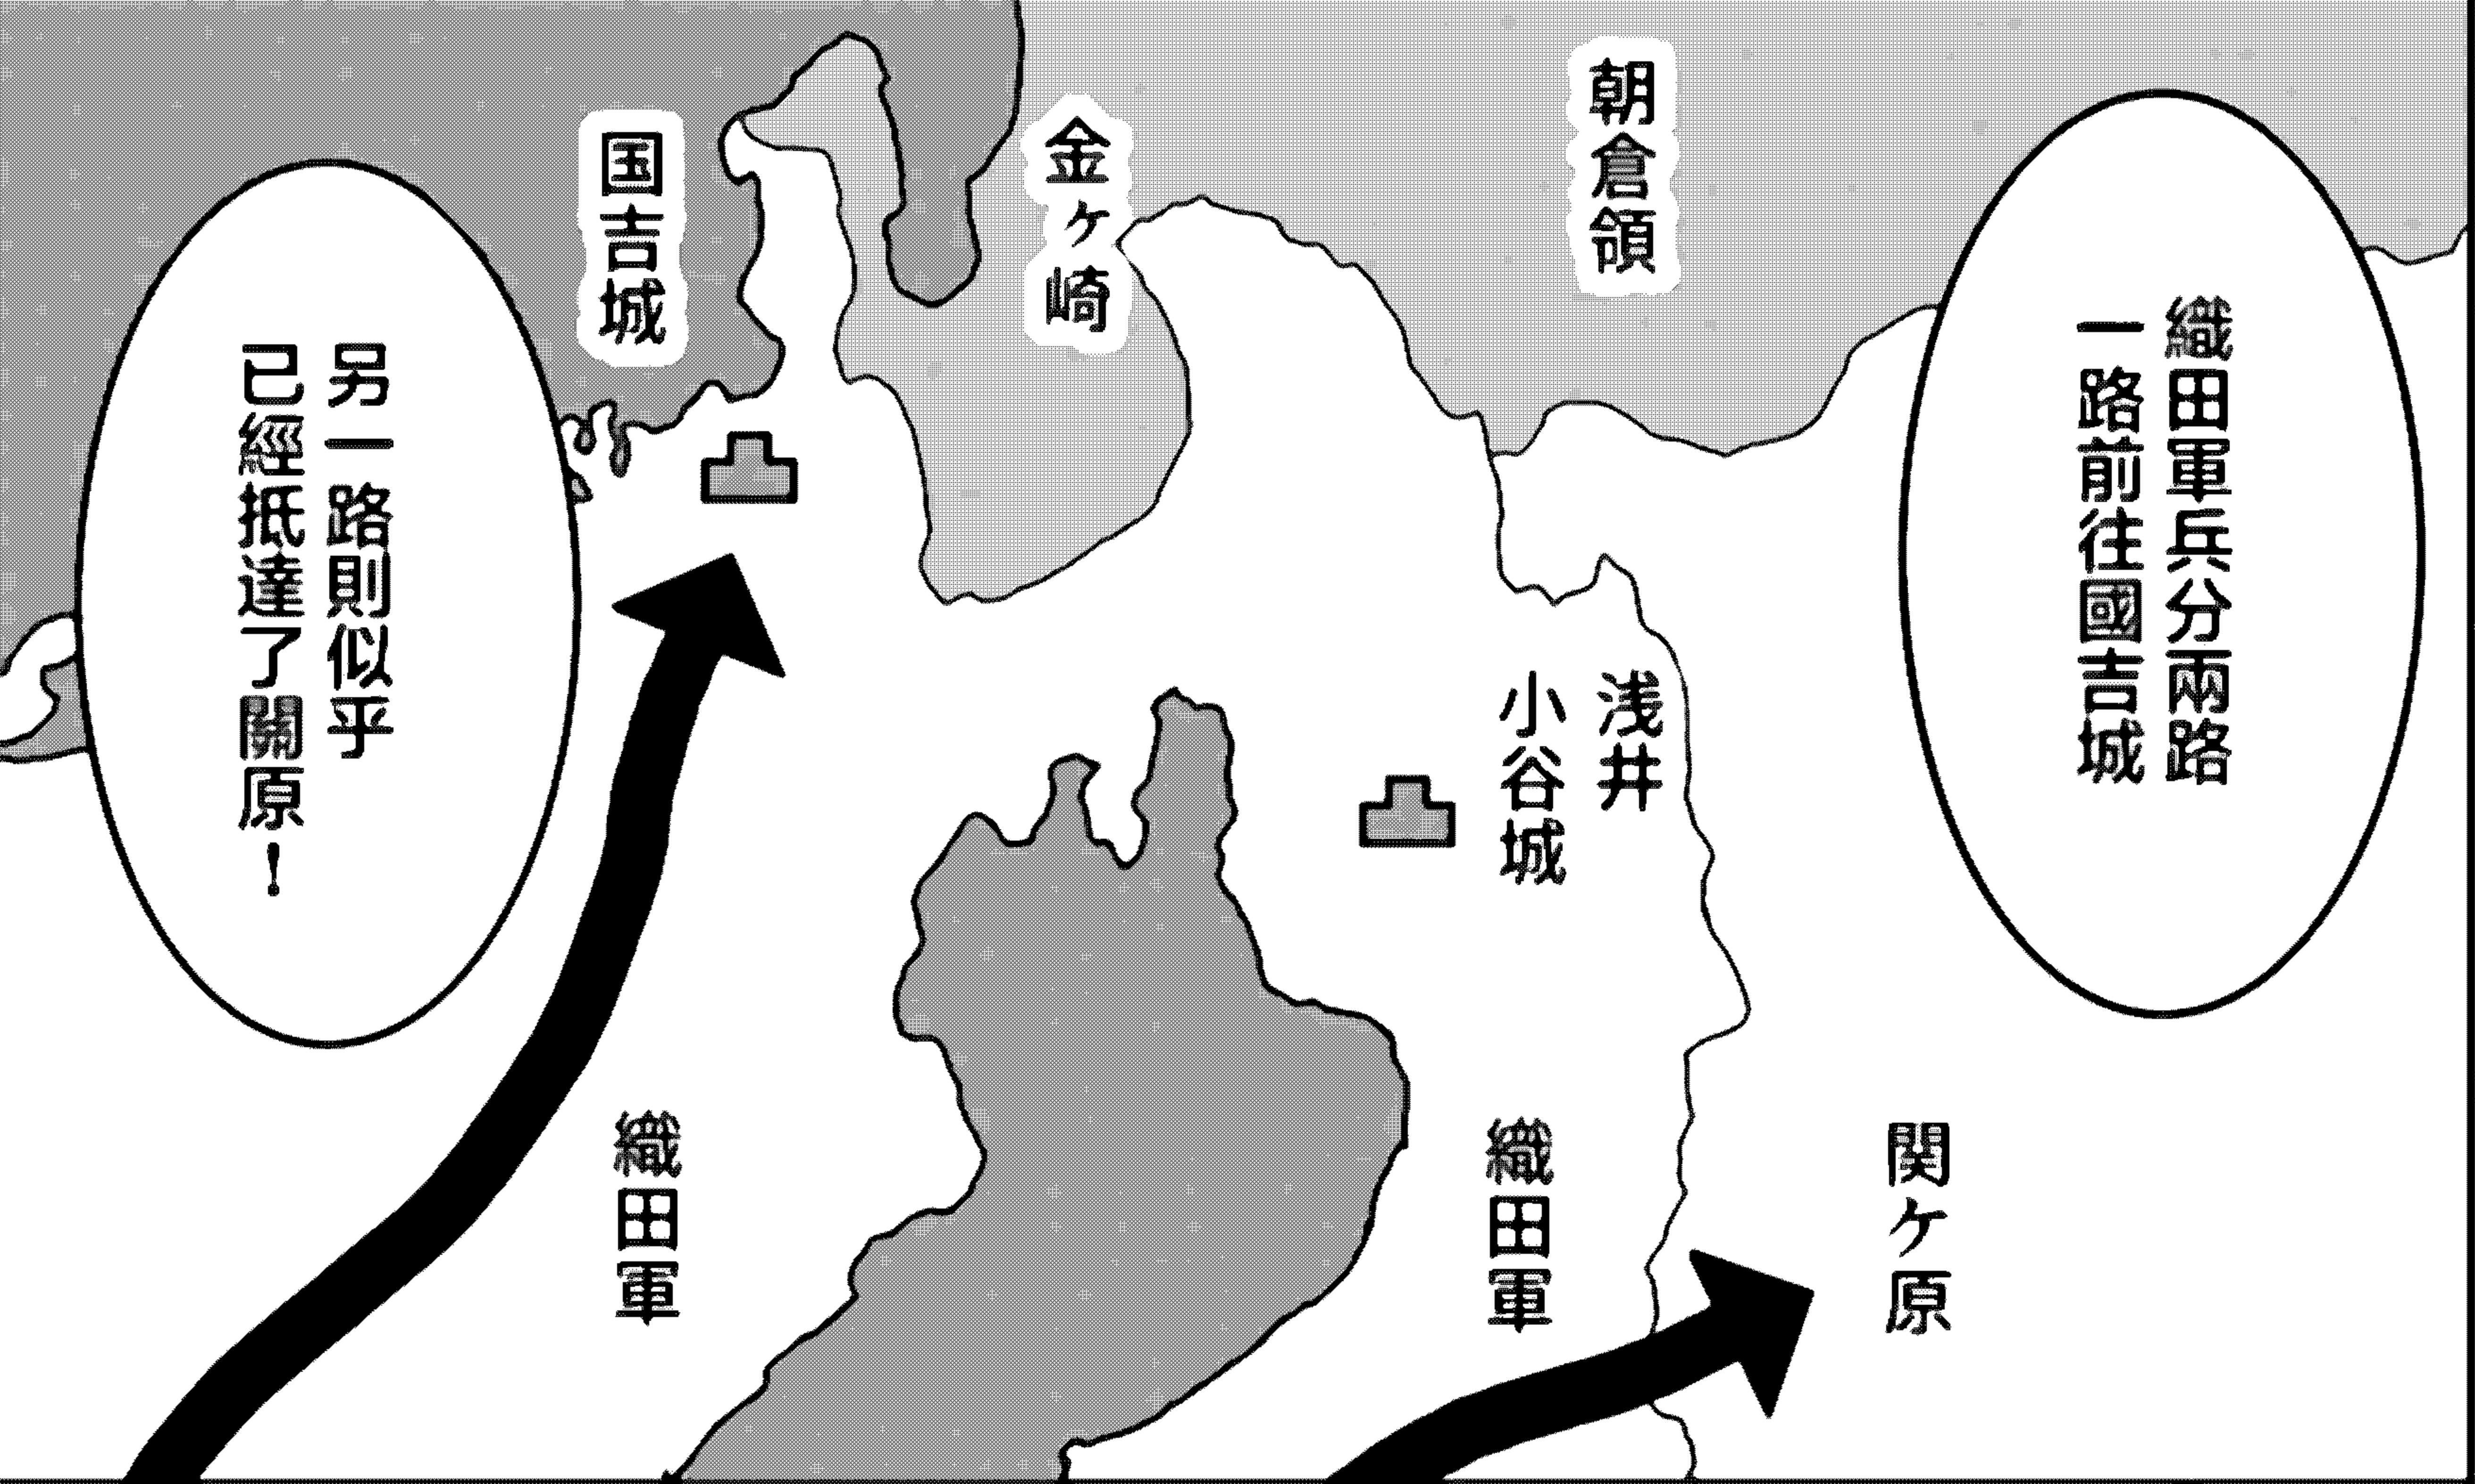 織田軍兵分兩路
一路前往國吉城
朝倉領
金ヶ崎
国吉城
另一路則似乎
已經抵達了關原！
浅井
小谷城
関ケ原
織田軍
織田軍